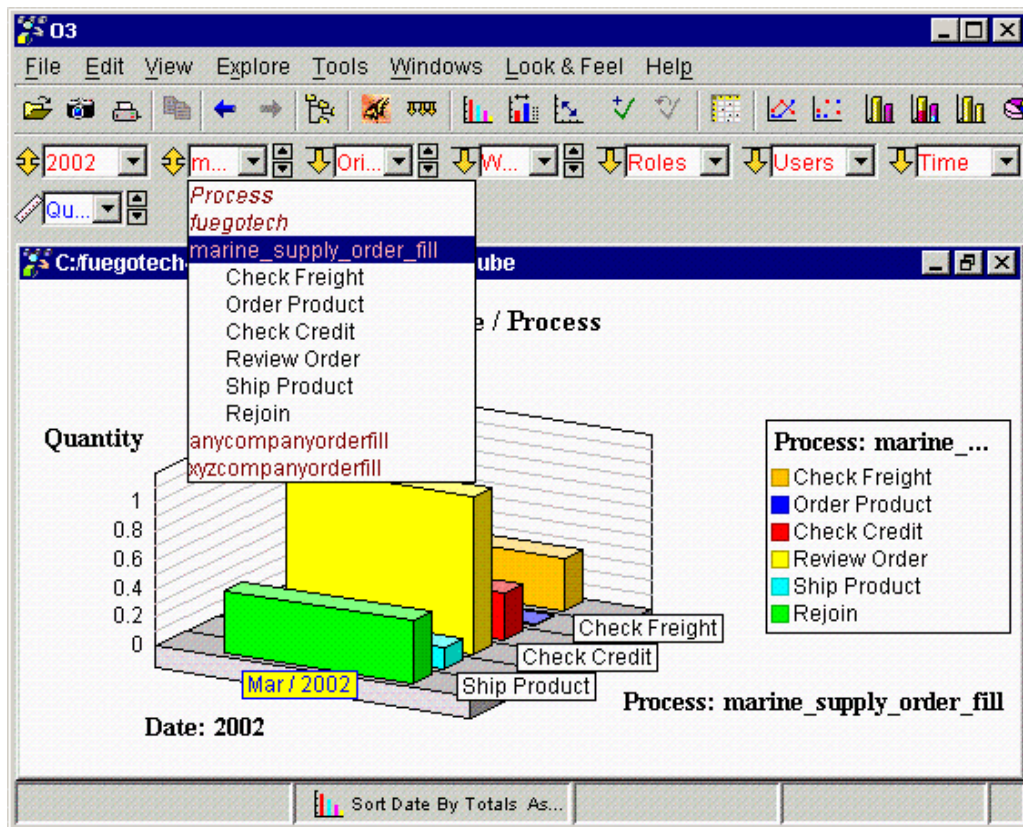 O3
File Edit View Explore Tools Windows Look & Feel Help
2002 m... Ori... W... Roles Users Time
Qu...
Process
fuegotech
marine_supply_order_fill
Check Freight
Order Product
Check Credit
Review Order
Ship Product
Rejoin
anycompanyorderfill
xyzcompanyorderfill
C:/fuegotech ube
e / Process
Quantity
1
0.8
0.6
0.4
0.2
0
Check Freight
Check Credit
Ship Product
Mar / 2002
Date: 2002
Process: marine_supply_order_fill
Process: marine_...
Check Freight
Order Product
Check Credit
Review Order
Ship Product
Rejoin
Sort Date By Totals As...